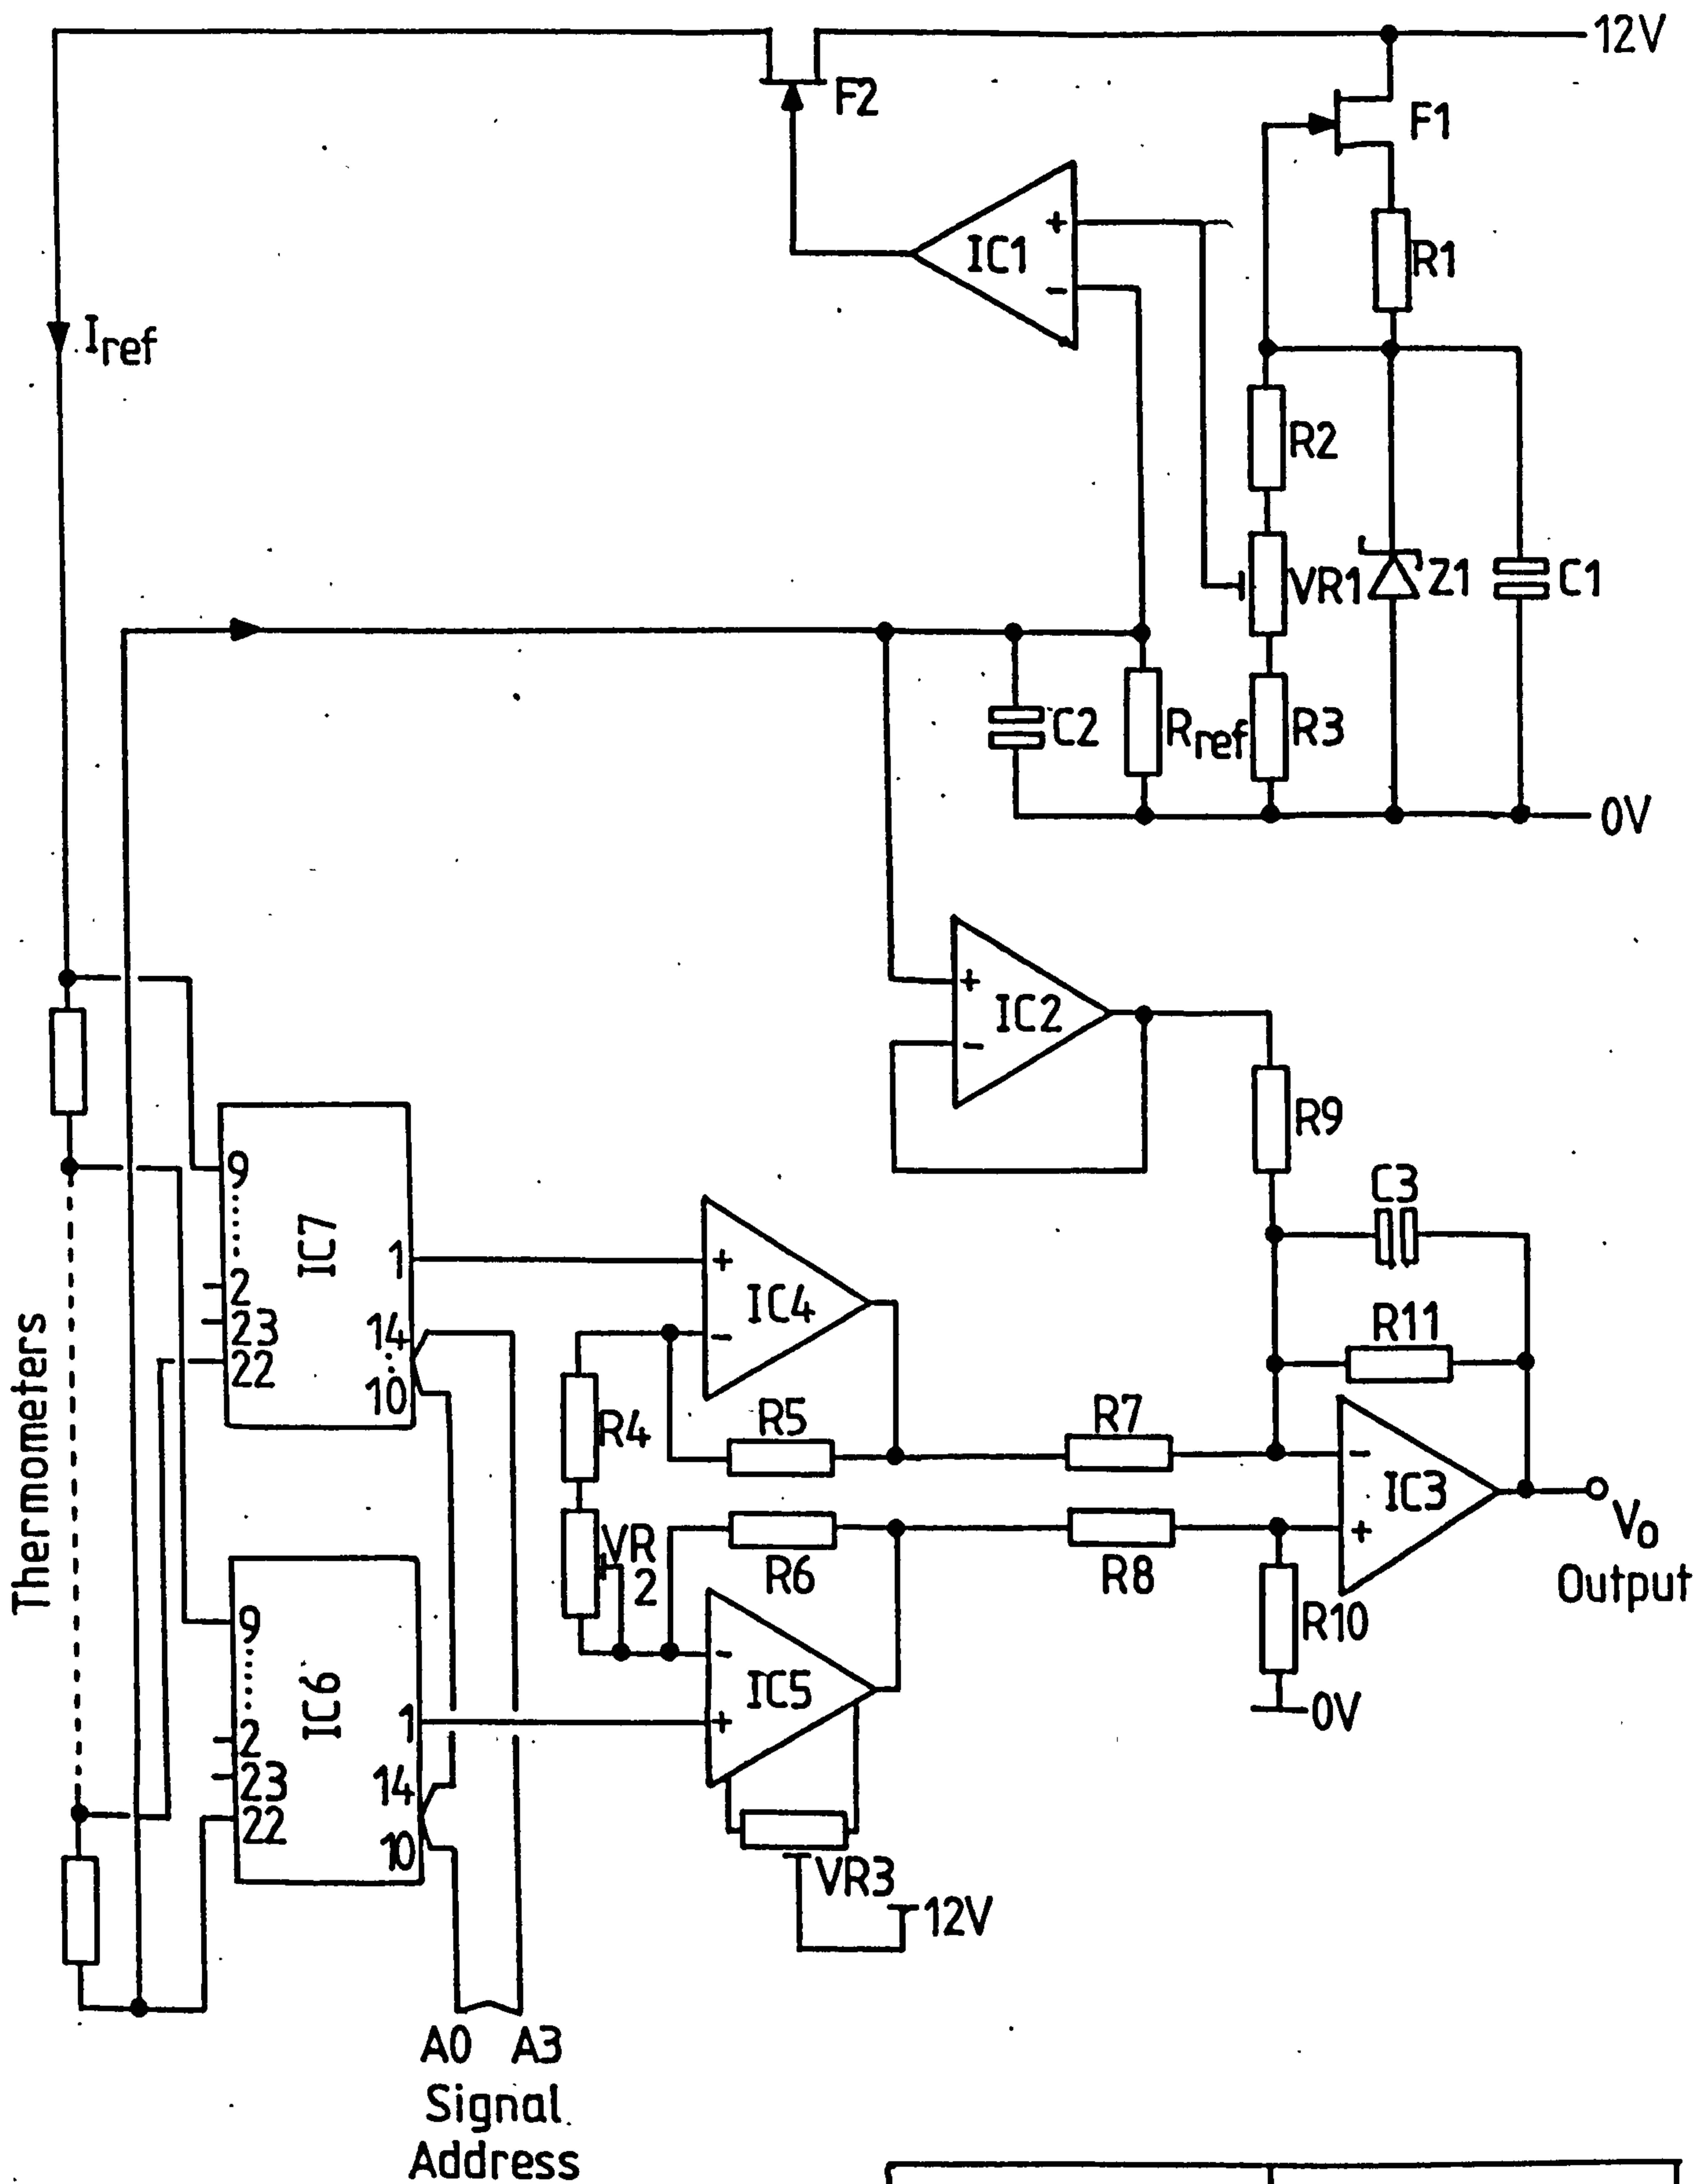 12V
F2
F1
IC1
+
-
R1
Iref
R2
VR1
Z1
C1
C2
Rref
R3
0V
+
-
IC2
R9
C3
R11
9
2
23
22
IC7
1
14
10
+
-
IC4
R4
R5
R7
-
+
IC3
Vo
Output
Thermometers
VR
2
R6
R8
R10
0V
9
2
23
22
IC6
1
14
10
-
+
IC5
VR3
12V
A0 A3
Signal
Address